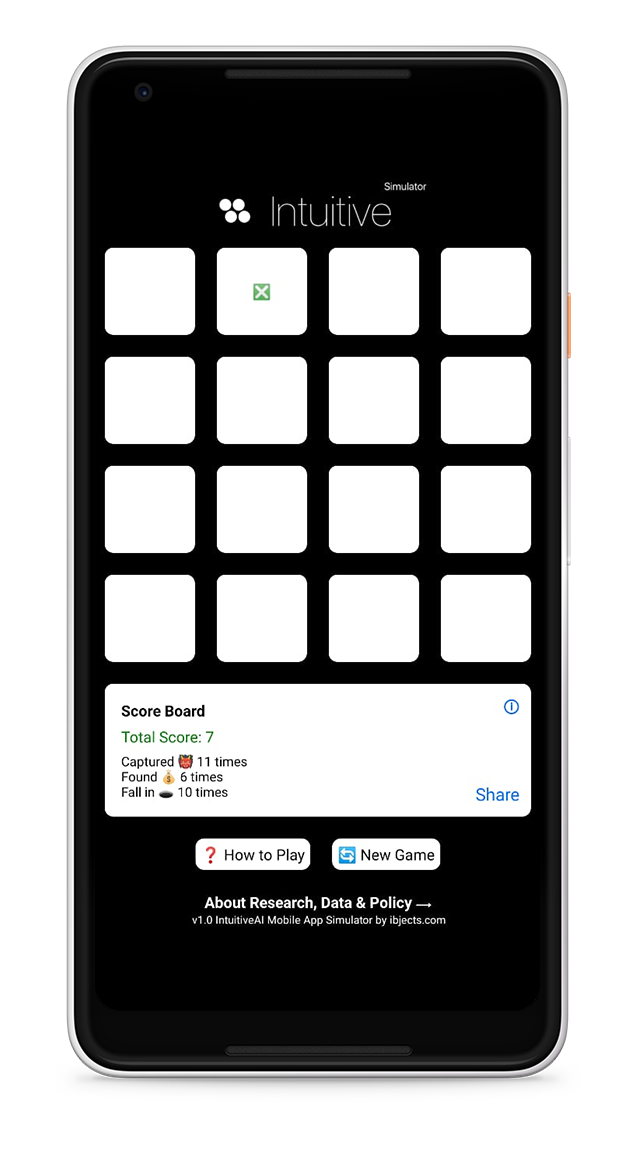 Simulator
Intuitive
❎
Score Board
Total Score: 7
Captured 👹 11 times
Found 💰 6 times
Fall in 🕳️ 10 times
Share
❓ How to Play
🔄 New Game
About Research, Data & Policy →
v1.0 IntuitiveAI Mobile App Simulator by ibjects.com